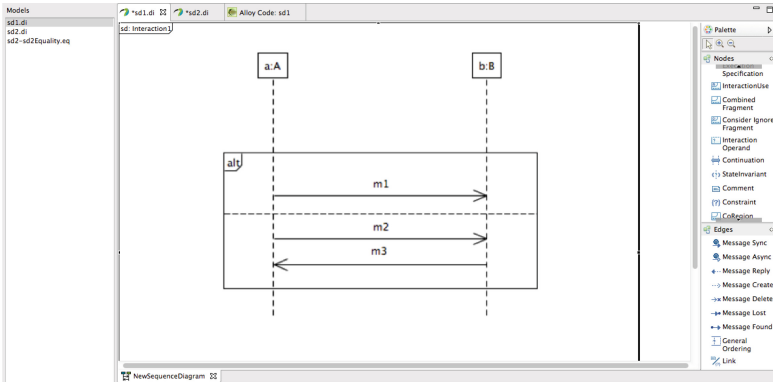 Models
sd1.di
sd2.di
sd2-sd2Equality.eq
*sd1.di
*sd2.di
Alloy Code: sd1
sd: Interaction1
a:A
b:B
alt
m1
m2
m3
NewSequenceDiagram
Palette
Nodes
Specification
InteractionUse
Combined
Fragment
Consider Ignore
Fragment
Interaction
Operand
Continuation
StateInvariant
Comment
Constraint
CoRegion
Edges
Message Sync
Message Async
Message Reply
Message Create
Message Delete
Message Lost
Message Found
General
Ordering
Link